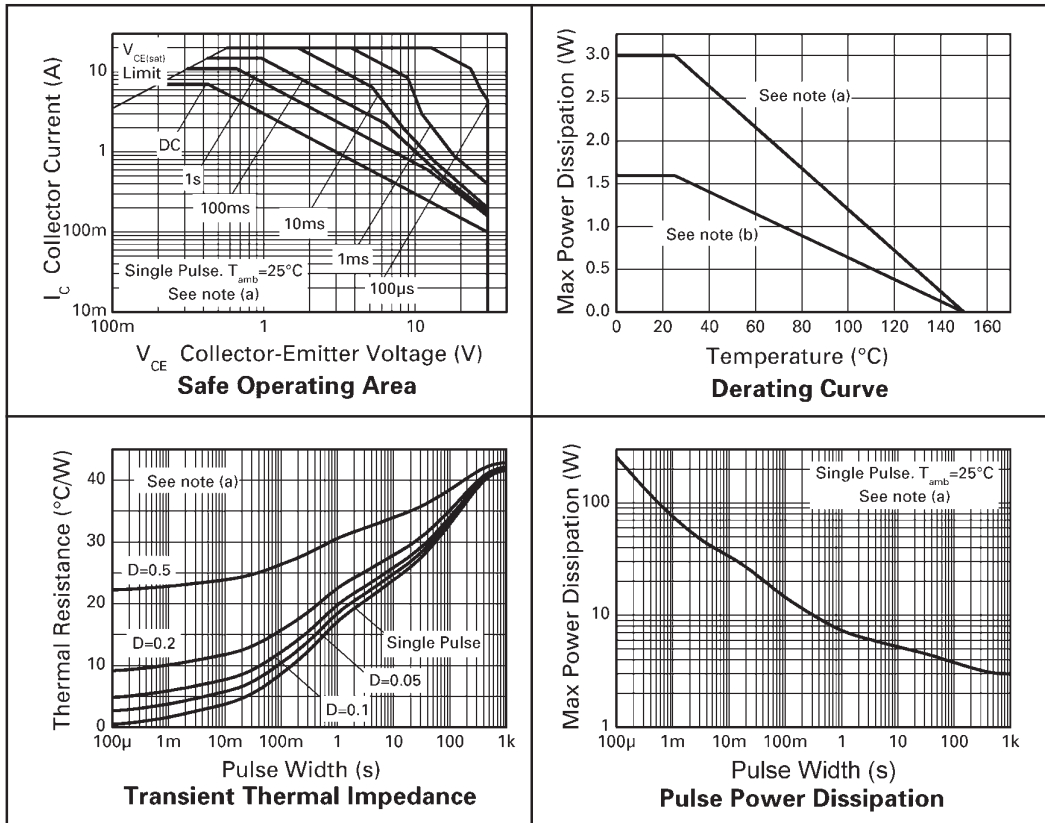 V CE(sat)
Limit
DC
1s
100ms
10ms
1ms
100µs
Single Pulse. T amb=25°C
See note (a)
10
1
100m
10m
100m 1 10
I C Collector Current (A)
V CE Collector-Emitter Voltage (V)
Safe Operating Area
3.0
2.5
2.0
1.5
1.0
0.5
0.0
0 20 40 60 80 100 120 140 160
See note (a)
See note (b)
Max Power Dissipation (W)
Temperature (°C)
Derating Curve
40
30
20
10
0
100µ 1m 10m 100m 1 10 100 1k
See note (a)
D=0.5
D=0.2
Single Pulse
D=0.05
D=0.1
Thermal Resistance (°C/W)
Pulse Width (s)
Transient Thermal Impedance
Single Pulse. T amb=25°C
See note (a)
100
10
1
100µ 1m 10m 100m 1 10 100 1k
Max Power Dissipation (W)
Pulse Width (s)
Pulse Power Dissipation